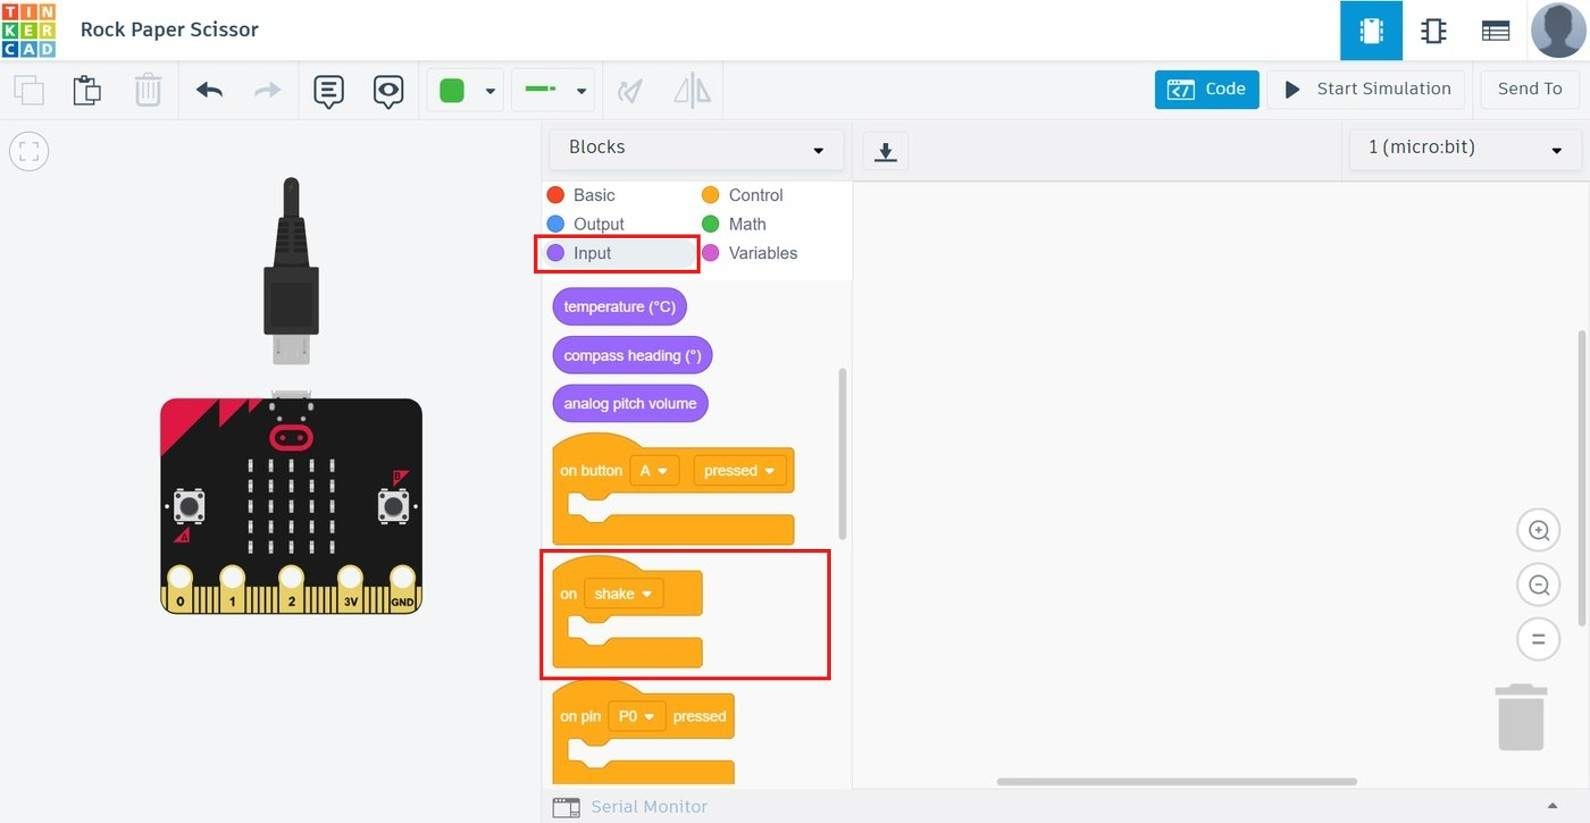 TIN
KER
CAD
Rock Paper Scissor
Code
Start Simulation
Send To
Blocks
1 (micro:bit)
Basic
Control
Output
Math
Input
Variables
temperature (°C)
compass heading (°)
analog pitch volume
on button A pressed
on shake
on pin P0 pressed
A
B
0 1 2 3V GND
Serial Monitor